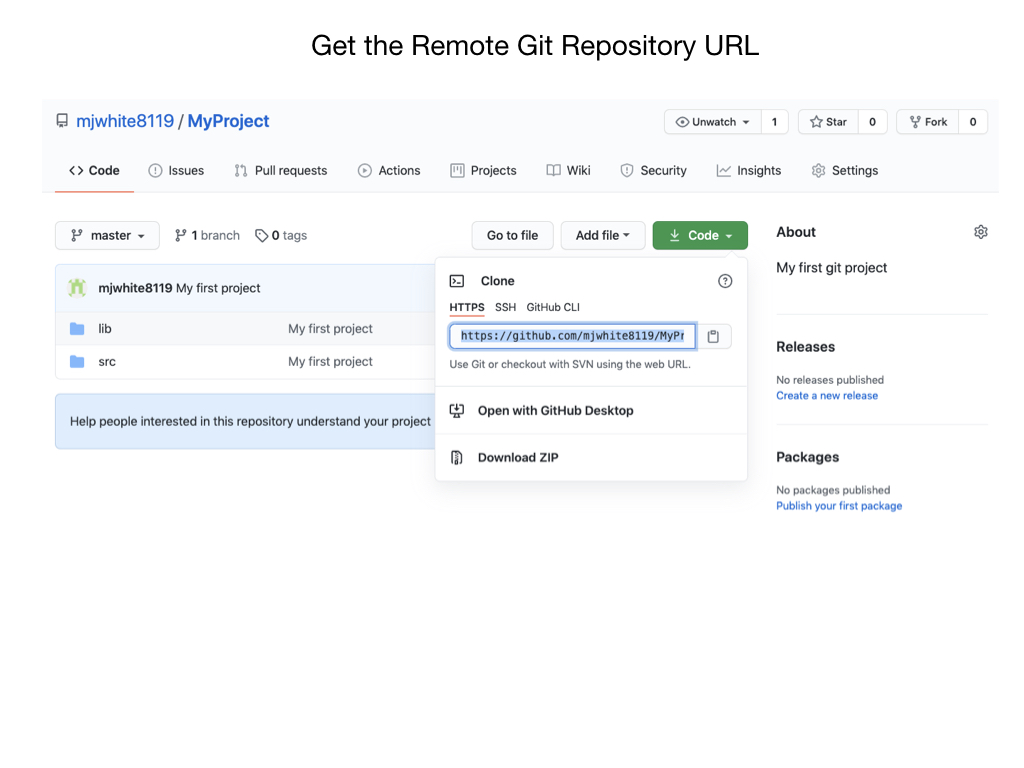 Get the Remote Git Repository URL
mjwhite8119 / MyProject
Unwatch 1 Star 0 Fork 0
<> Code Issues Pull requests Actions Projects Wiki Security Insights Settings
master 1 branch 0 tags Go to file Add file Code
About
My first git project
mjwhite8119 My first project
lib My first project
src My first project
Help people interested in this repository understand your project
Clone
HTTPS SSH GitHub CLI
https://github.com/mjwhite8119/MyPr
Use Git or checkout with SVN using the web URL.
Open with GitHub Desktop
Download ZIP
Releases
No releases published
Create a new release
Packages
No packages published
Publish your first package